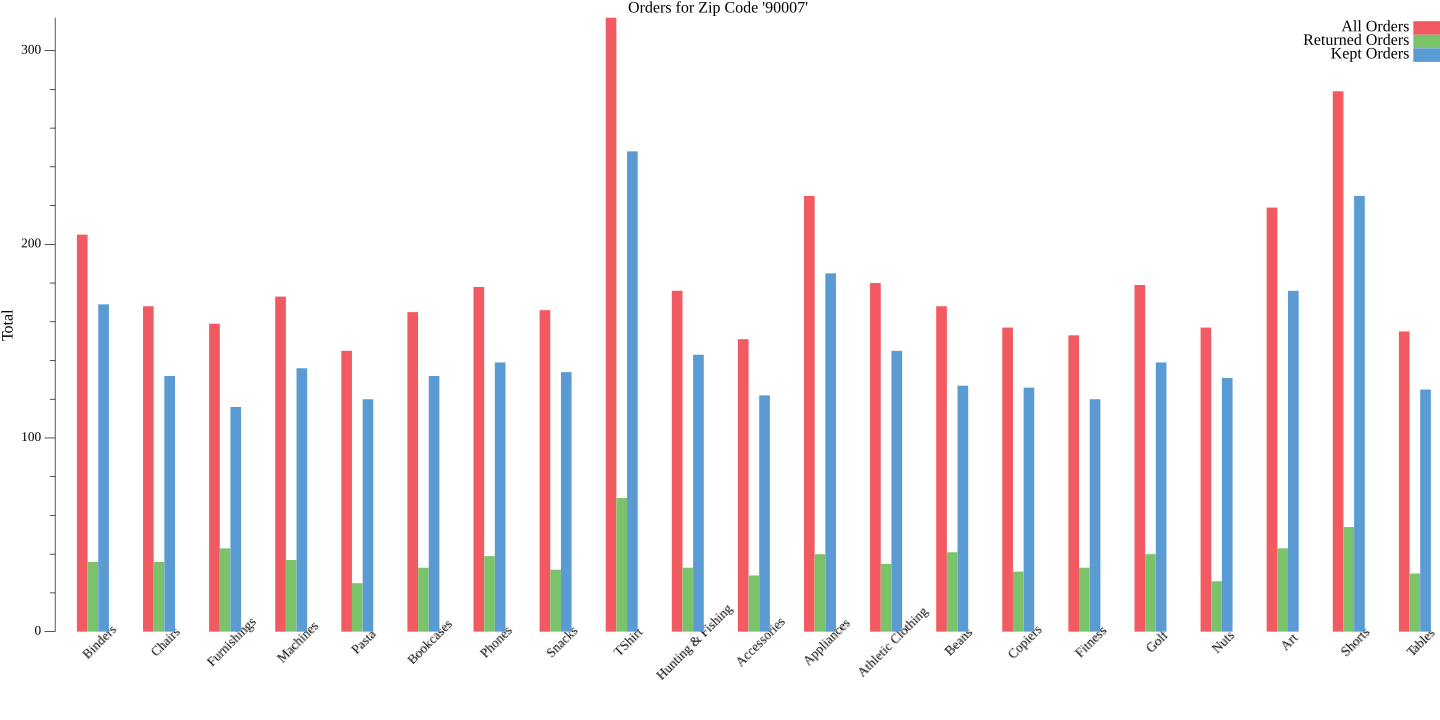 Orders for Zip Code '90007'
All Orders
Returned Orders
Kept Orders
Total
300
200
100
0
Binders
Chairs
Furnishings
Machines
Pasta
Bookcases
Phones
Snacks
TShirt
Hunting & Fishing
Accessories
Appliances
Athletic Clothing
Beans
Copiers
Fitness
Golf
Nuts
Art
Shorts
Tables